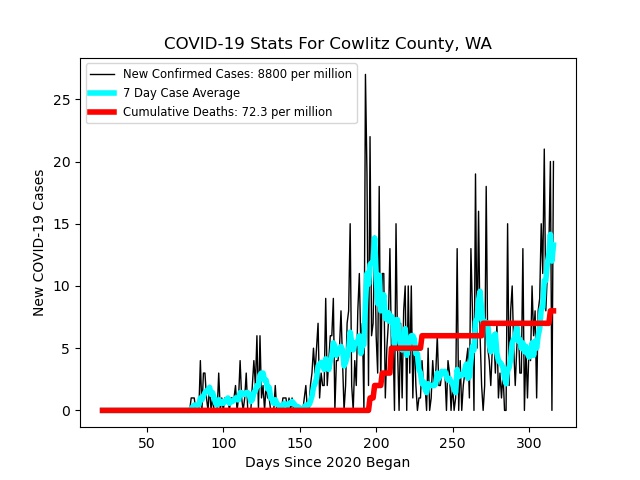 COVID-19 Stats For Cowlitz County, WA
New Confirmed Cases: 8800 per million
7 Day Case Average
Cumulative Deaths: 72.3 per million
New COVID-19 Cases
25
20
15
10
5
0
50 100 150 200 250 300
Days Since 2020 Began